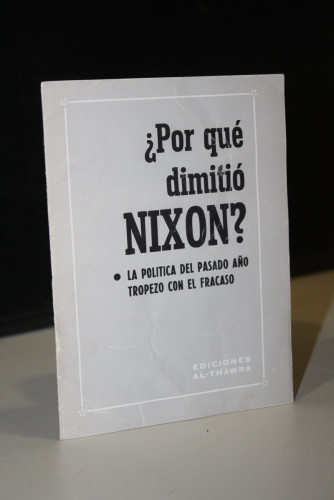 ¿Por qué
dimitió
NIXON?
• LA POLITICA DEL PASADO AÑO
TROPEZO CON EL FRACASO
EDICIONES
AL-THAWRA